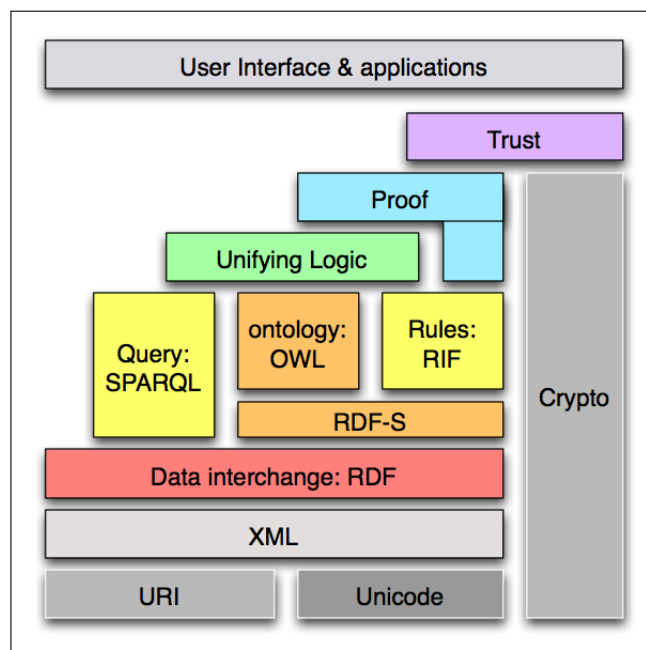 User Interface & applications
Trust
Proof
Unifying Logic
Query:
SPARQL
ontology:
OWL
Rules:
RIF
Crypto
RDF-S
Data interchange: RDF
XML
URI
Unicode